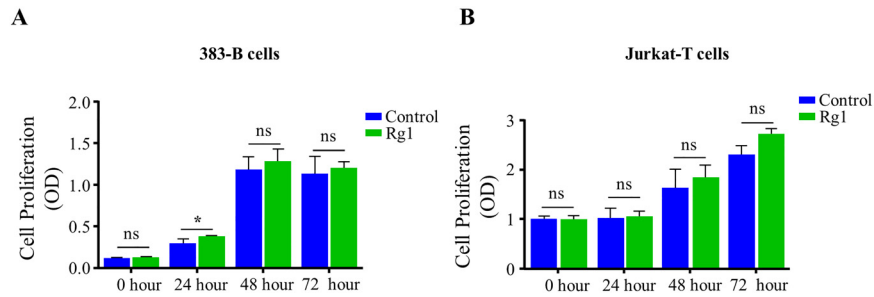 A
383-B cells
Cell Proliferation
(OD)
2.0
1.5
1.0
0.5
0.0
ns
*
ns
ns
Control
Rg1
0 hour
24 hour
48 hour
72 hour
B
Jurkat-T cells
Cell Proliferation
(OD)
3
2
1
0
ns
ns
ns
ns
Control
Rg1
0 hour
24 hour
48 hour
72 hour